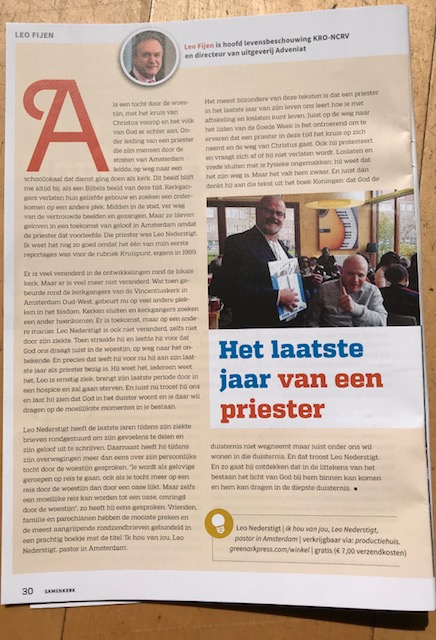 LEO FIJEN
Leo Fijen is hoofd levensbeschouwing KRO-NCRV
en directeur van uitgeverij Adveniat
Als een tocht door de woes-
tijn, met het kruis van
Christus voorop en het volk
van God er achter aan. On-
der leiding van een priester
die zijn mensen door de
straten van Amsterdam
leidde, op weg naar een
schoollokaal dat dienst ging doen als kerk. Dit beeld blijft
me altijd bij, als een Bijbels beeld van deze tijd. Kerkgan-
gers verlaten hun geliefde gebouw en zoeken een onder-
komen op een andere plek. Midden in de stad, ver weg
van de vertrouwde beelden en gezangen. Maar ze bleven
geloven in een toekomst van geloof in Amsterdam omdat
de priester dat voorleefde. Die priester was Leo Nederstigt.
Ik weet het nog zo goed omdat het één van mijn eerste
reportages was voor de rubriek Kruispunt, ergens in 1989.
Er is veel veranderd in de ontwikkelingen rond de lokale
kerk. Maar er is veel meer niet veranderd. Wat toen ge-
beurde rond de kerkgangers van de Vincentiuskerk in
Amsterdam Oud-West, gebeurt nu op veel andere plek-
ken in het bisdom. Kerken sluiten en kerkgangers zoeken
een ander heenkomen. Er is toekomst, maar op een ande-
re manier. Leo Nederstigt is ook niet veranderd, zelfs niet
door zijn ziekte. Toen straalde hij en leefde hij voor dat
God ons draagt juist in de woestijn, op weg naar het on-
bekende. En precies dat leeft hij voor nu hij aan zijn laat-
ste jaar als priester bezig is. Hij weet het, iedereen weet
het, Leo is ernstig ziek, brengt zijn laatste periode door in
een hospice en zal gaan sterven. En juist nu troost hij ons
en laat hij zien dat God in het duister woont en je daar wil
dragen op de moeilijkste momenten in je bestaan.
Leo Nederstigt heeft de laatste jaren tijdens zijn ziekte
brieven rondgestuurd om zijn gevoelens te delen en
zijn geloof uit te schrijven. Daarnaast heeft hij tijdens
zijn overwegingen meer dan eens over zijn persoonlijke
tocht door de woestijn gesproken. "Je wordt als gelovige
geroepen op reis te gaan, ook als je tocht meer op een
reis door de woestijn dan door een oase lijkt. Maar zelfs
een moeilijke reis kan worden tot een oase, omringd
door de woestijn", zo heeft hij eens gesproken. Vrienden,
familie en parochianen hebben de mooiste preken en
de meest aangrijpende rondzendbrieven gebundeld in
een prachtig boekje met de titel 'Ik hou van jou, Leo
Nederstigt, pastor in Amsterdam'.
Het meest bijzondere van deze teksten is dat een priester
in het laatste jaar van zijn leven ons leert hoe je met
aftakeling en loslaten kunt leven. Juist op de weg naar
het lijden van de Goede Week is het ontroerend om te
ervaren dat een priester in deze tijd het kruis op zich
neemt en de weg van Christus gaat. Ook hij protesteert
en vraagt zich af of hij niet verlaten wordt. Loslaten en
vrede sluiten met je fysieke ongemakken: hij weet dat
het zijn weg is. Maar het valt hem zwaar. En juist dan
denkt hij aan die tekst uit het boek Koningen: dat God de
Het laatste
jaar van een
priester
duisternis niet wegneemt maar juist onder ons wil
wonen in die duisternis. En dat troost Leo Nederstigt.
En zo gaat hij ontdekken dat in de littekens van het
bestaan het licht van God bij hem binnen kan komen
en hem kan dragen in de diepste duisternis.
Leo Nederstigt | Ik hou van jou, Leo Nederstigt,
pastor in Amsterdam | verkrijgbaar via: productiehuis.
greenarkpress.com/winkel | gratis (€ 7,00 verzendkosten)
30 SAMENKERK